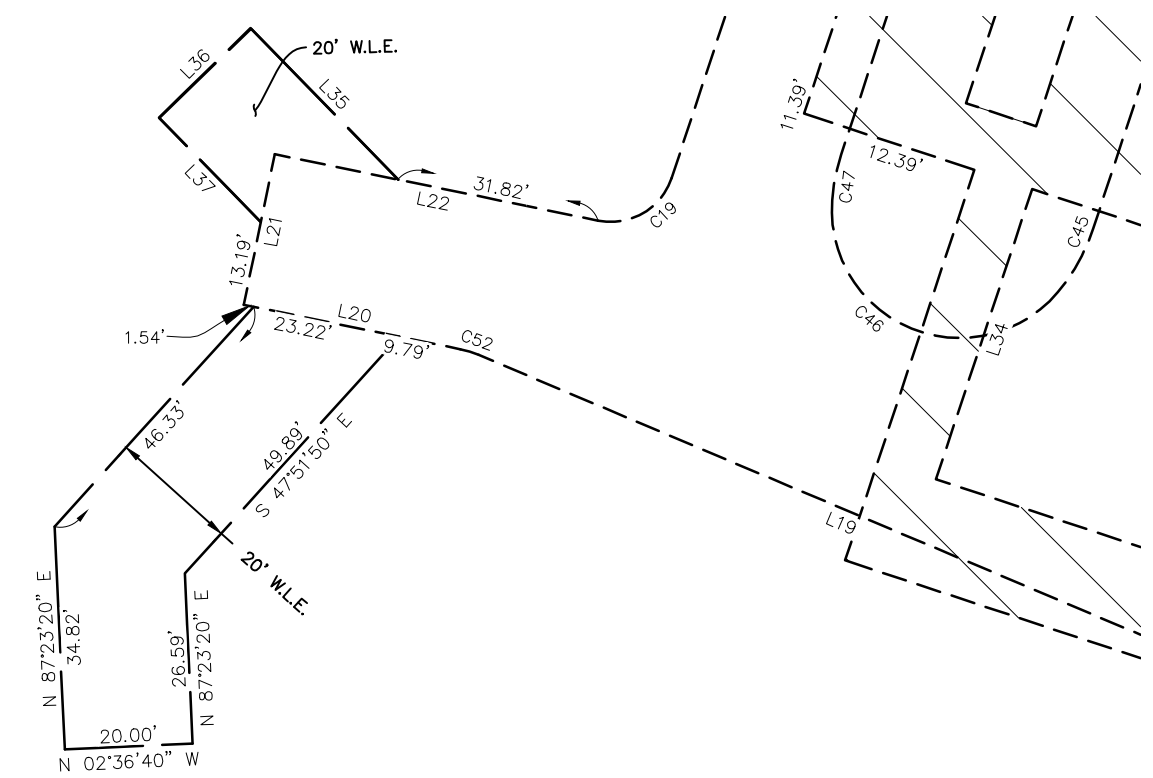 20' W.L.E.
L36
L35
11.39'
L37
12.39'
31.82'
L22
C47
C19
L21
C45
13.19'
L20
23.22'
1.54'
C46
C52
9.79'
L34
46.33'
49.89'
S 47°51'50" E
L19
20' W.L.E.
N 87°23'20" E
34.82'
26.59'
N 87°23'20" E
20.00'
N 02°36'40" W